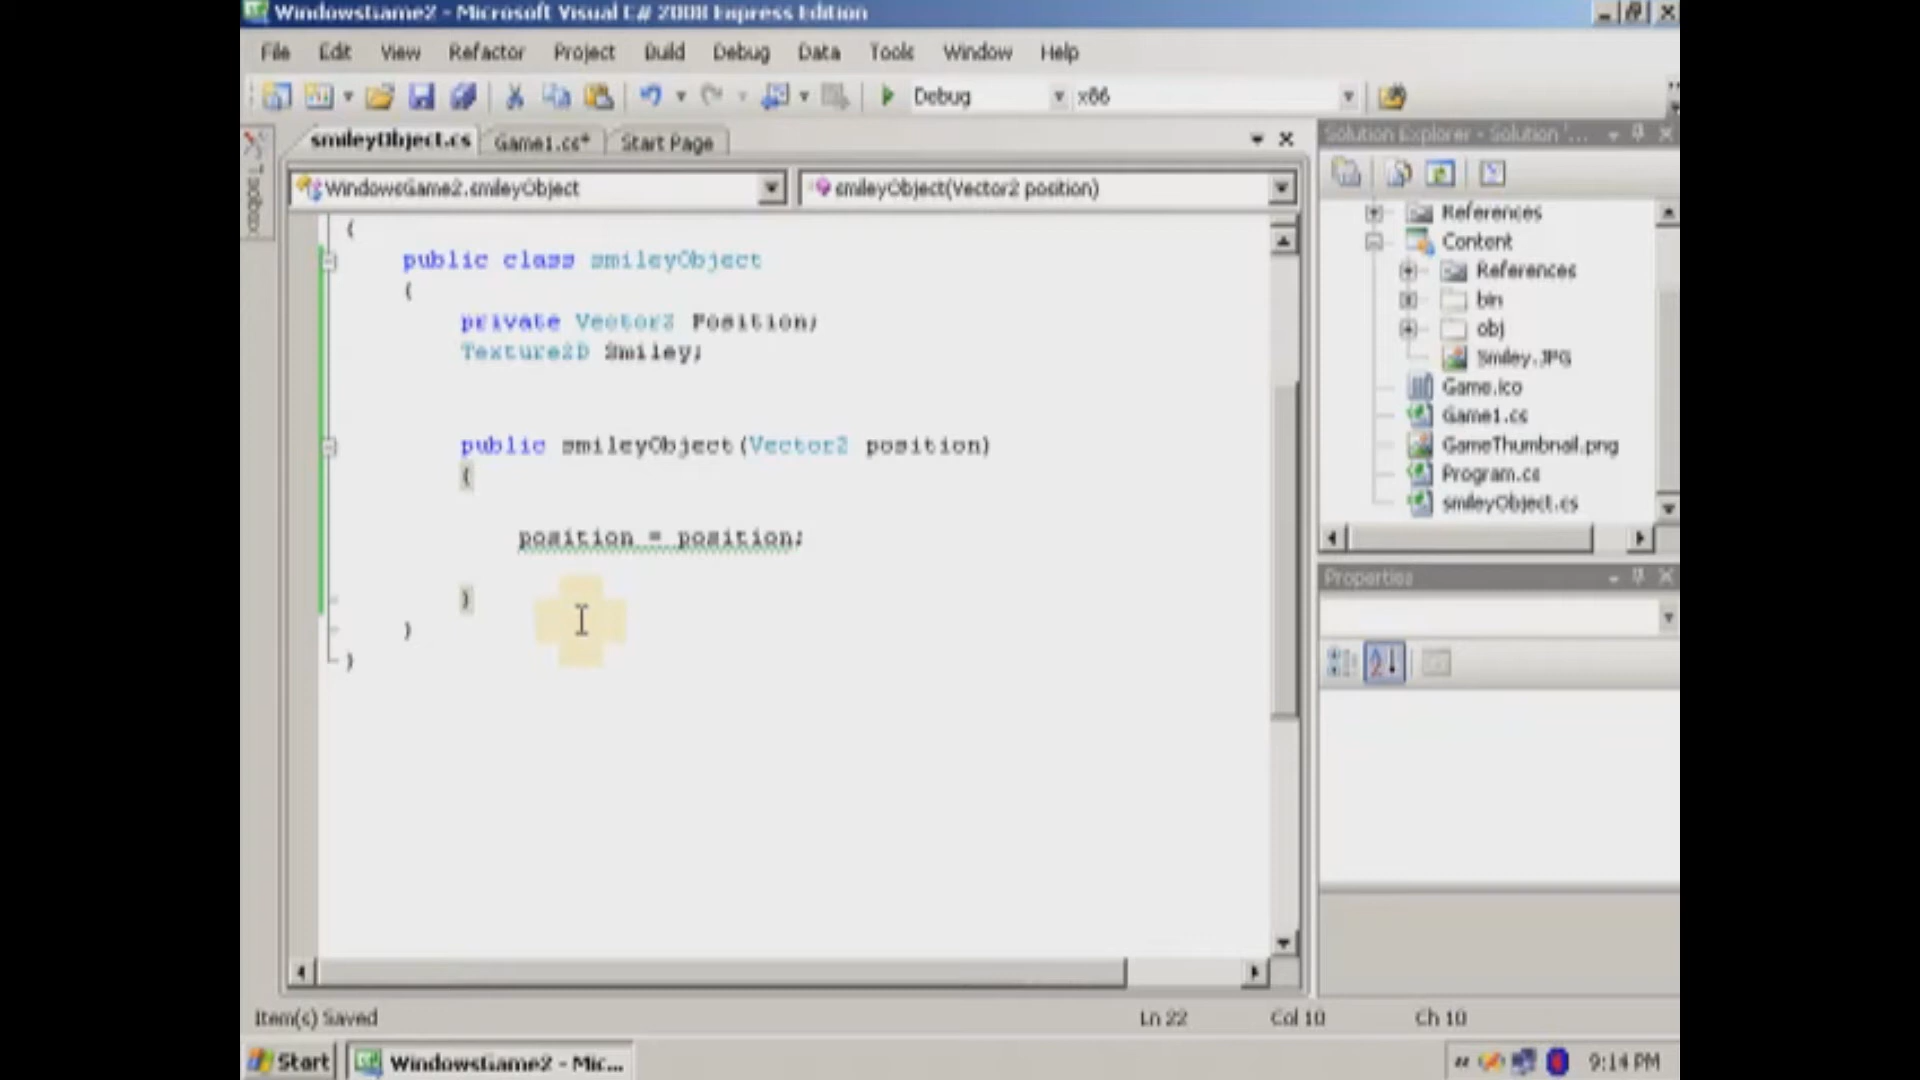 WindowsGame2 - Microsoft Visual C# 2008 Express Edition
File Edit View Refactor Project Build Debug Data Tools Window Help
Debug x86
smileyObject.cs Game1.cs* Start Page
Solution Explorer - Solution '...
Toolbox
WindowsGame2.smileyObject smileyObject(Vector2 position)
{
public class smileyObject
{
private Vector2 Position;
Texture2D Smiley;
public smileyObject(Vector2 position)
{
position = position;
}
}
}
References
Content
References
bin
obj
Smiley.JPG
Game.ico
Game1.cs
GameThumbnail.png
Program.cs
smileyObject.cs
Properties
Item(s) Saved Ln 22 Col 10 Ch 10
Start WindowsGame2 - Mic... 9:14 PM